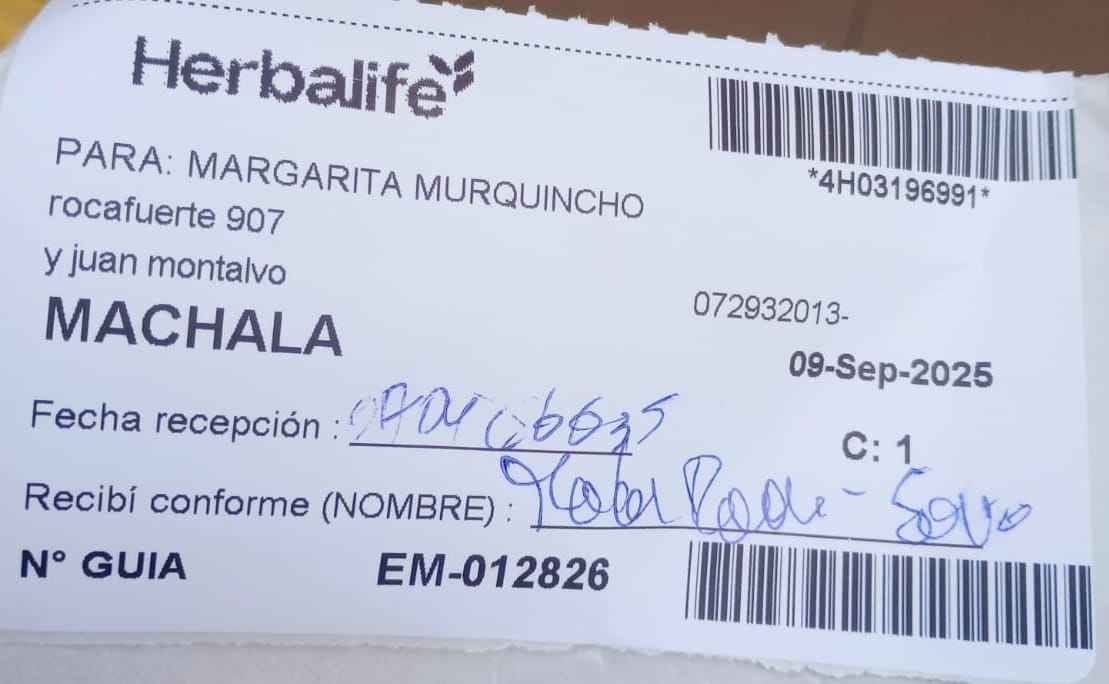 Herbalife
*4H03196991*
PARA: MARGARITA MURQUINCHO
rocafuerte 907
y juan montalvo
072932013-
MACHALA
09-Sep-2025
Fecha recepción :
C: 1
Recibí conforme (NOMBRE) :
N° GUIA EM-012826